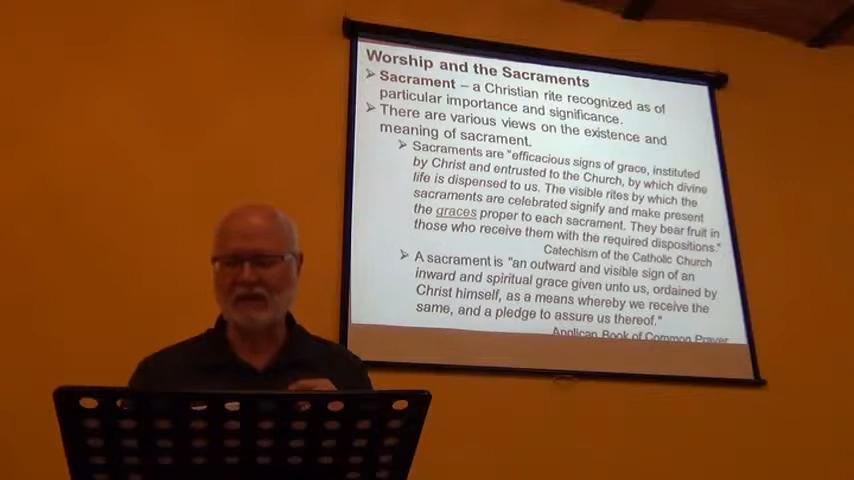 Worship and the Sacraments
➢ Sacrament – a Christian rite recognized as of
particular importance and significance.
➢ There are various views on the existence and
meaning of sacrament.
➢ Sacraments are "efficacious signs of grace, instituted
by Christ and entrusted to the Church, by which divine
life is dispensed to us. The visible rites by which the
sacraments are celebrated signify and make present
the graces proper to each sacrament. They bear fruit in
those who receive them with the required dispositions."
Catechism of the Catholic Church
➢ A sacrament is "an outward and visible sign of an
inward and spiritual grace given unto us, ordained by
Christ himself, as a means whereby we receive the
same, and a pledge to assure us thereof."
Anglican Book of Common Prayer